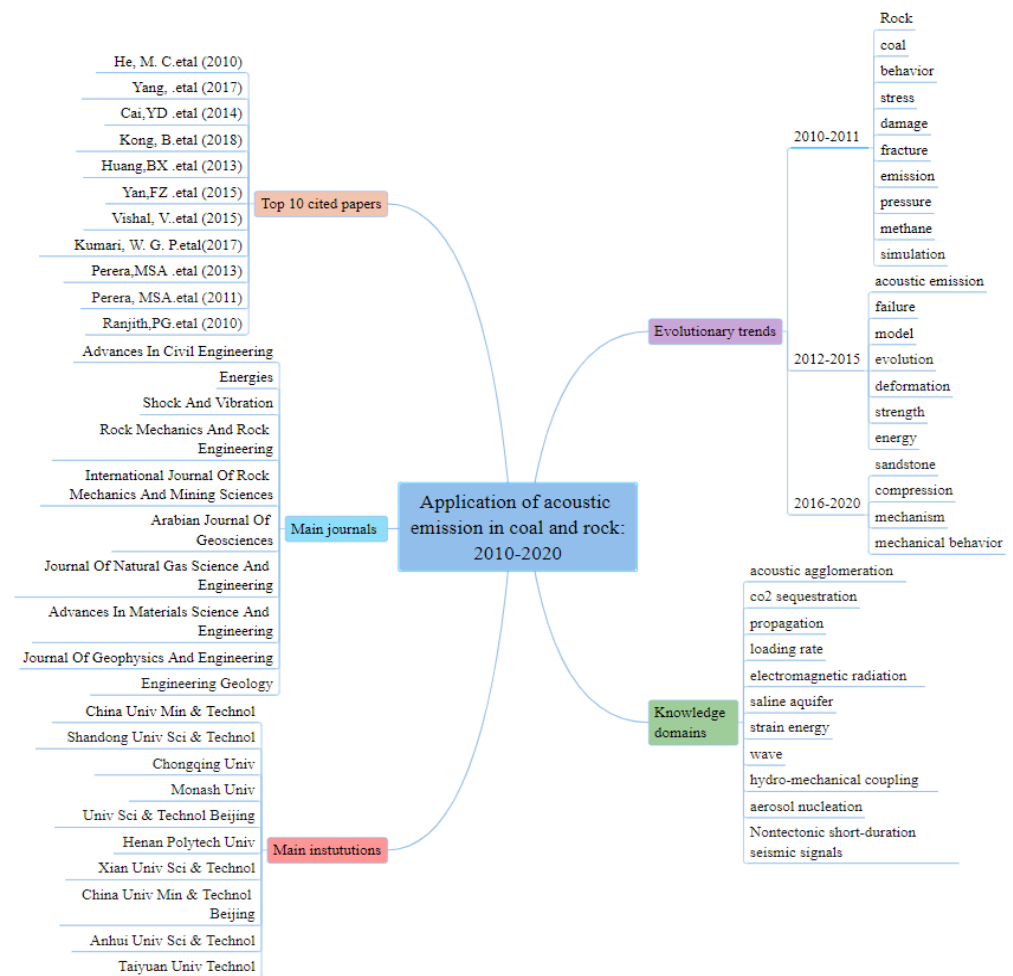 Application of acoustic
emission in coal and rock:
2010-2020
Top 10 cited papers
He, M. C.etal (2010)
Yang, .etal (2017)
Cai,YD .etal (2014)
Kong, B.etal (2018)
Huang,BX .etal (2013)
Yan,FZ .etal (2015)
Vishal, V..etal (2015)
Kumari, W. G. P.etal(2017)
Perera,MSA .etal (2013)
Perera, MSA.etal (2011)
Ranjith,PG.etal (2010)
Main journals
Advances In Civil Engineering
Energies
Shock And Vibration
Rock Mechanics And Rock
Engineering
International Journal Of Rock
Mechanics And Mining Sciences
Arabian Journal Of
Geosciences
Journal Of Natural Gas Science And
Engineering
Advances In Materials Science And
Engineering
Journal Of Geophysics And Engineering
Engineering Geology
Main instututions
China Univ Min & Technol
Shandong Univ Sci & Technol
Chongqing Univ
Monash Univ
Univ Sci & Technol Beijing
Henan Polytech Univ
Xian Univ Sci & Technol
China Univ Min & Technol
Beijing
Anhui Univ Sci & Technol
Taiyuan Univ Technol
Evolutionary trends
2010-2011
Rock
coal
behavior
stress
damage
fracture
emission
pressure
methane
simulation
2012-2015
acoustic emission
failure
model
evolution
deformation
strength
energy
2016-2020
sandstone
compression
mechanism
mechanical behavior
Knowledge
domains
acoustic agglomeration
co2 sequestration
propagation
loading rate
electromagnetic radiation
saline aquifer
strain energy
wave
hydro-mechanical coupling
aerosol nucleation
Nontectonic short-duration
seismic signals